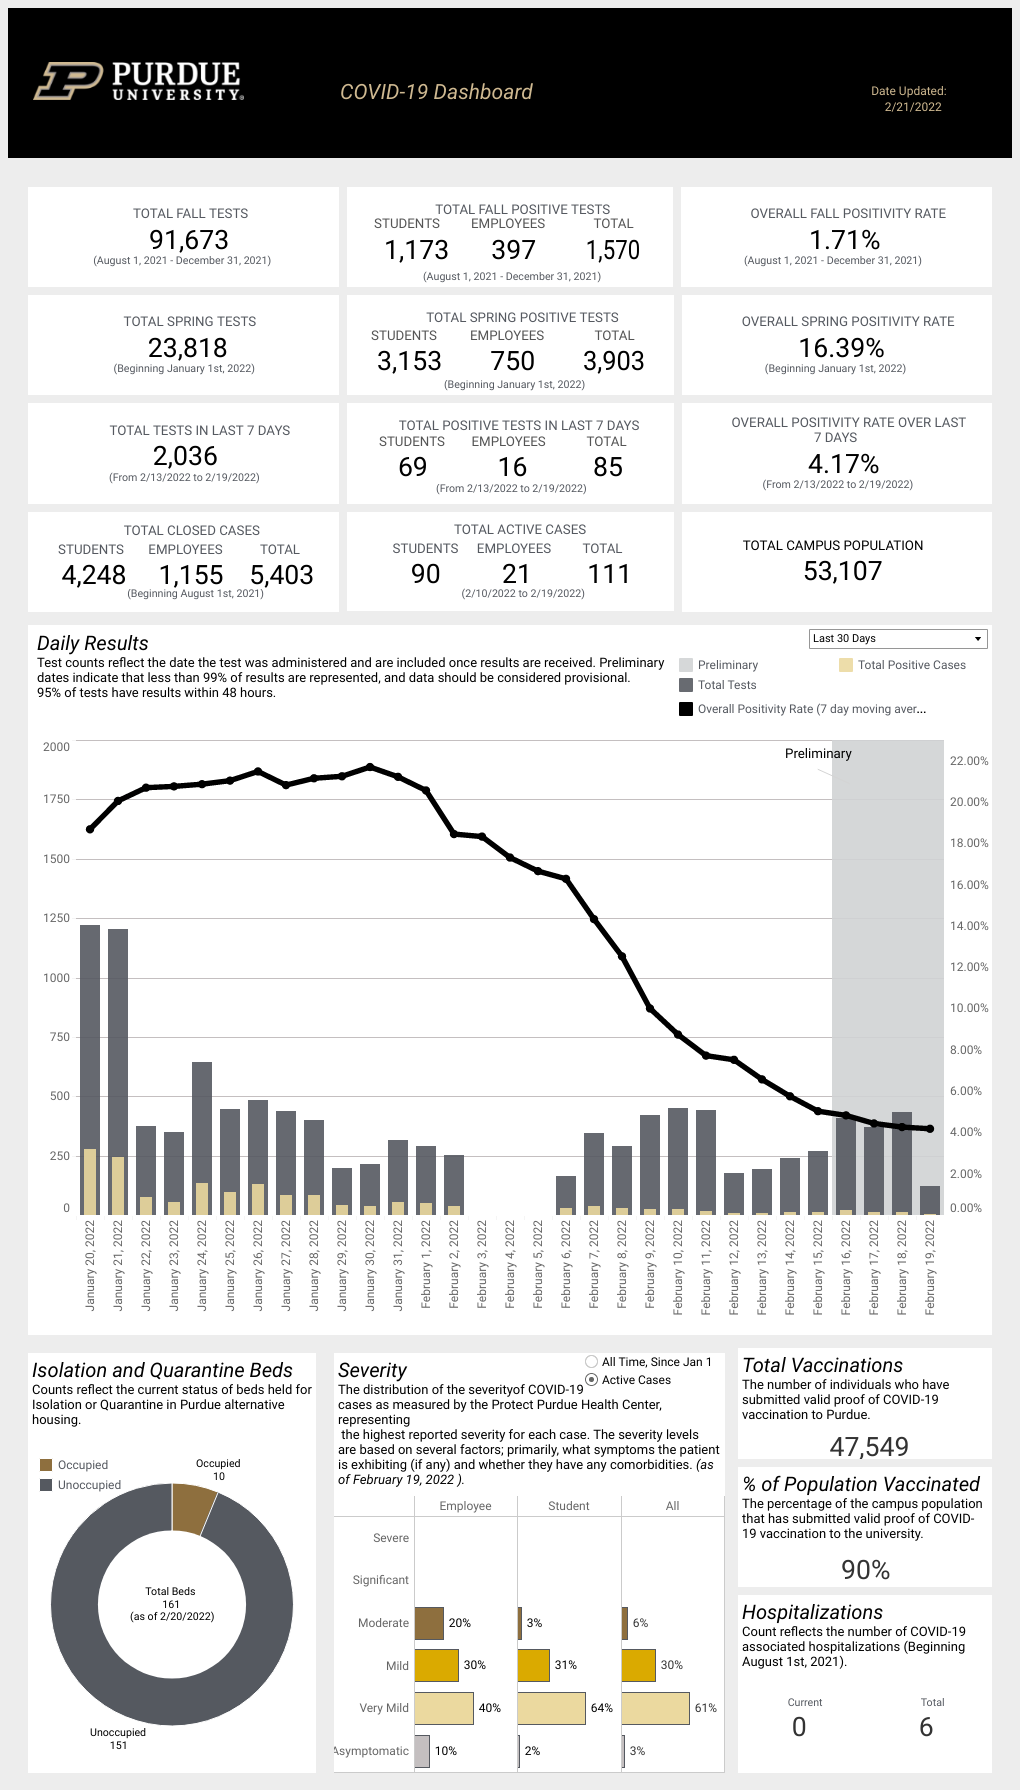 PURDUE
UNIVERSITY®
COVID-19 Dashboard
Date Updated:
2/21/2022
TOTAL FALL TESTS
91,673
(August 1, 2021 - December 31, 2021)
TOTAL FALL POSITIVE TESTS
STUDENTS EMPLOYEES TOTAL
1,173 397 1,570
(August 1, 2021 - December 31, 2021)
OVERALL FALL POSITIVITY RATE
1.71%
(August 1, 2021 - December 31, 2021)
TOTAL SPRING TESTS
23,818
(Beginning January 1st, 2022)
TOTAL SPRING POSITIVE TESTS
STUDENTS EMPLOYEES TOTAL
3,153 750 3,903
(Beginning January 1st, 2022)
OVERALL SPRING POSITIVITY RATE
16.39%
(Beginning January 1st, 2022)
TOTAL TESTS IN LAST 7 DAYS
2,036
(From 2/13/2022 to 2/19/2022)
TOTAL POSITIVE TESTS IN LAST 7 DAYS
STUDENTS EMPLOYEES TOTAL
69 16 85
(From 2/13/2022 to 2/19/2022)
OVERALL POSITIVITY RATE OVER LAST
7 DAYS
4.17%
(From 2/13/2022 to 2/19/2022)
TOTAL CLOSED CASES
STUDENTS EMPLOYEES TOTAL
4,248 1,155 5,403
(Beginning August 1st, 2021)
TOTAL ACTIVE CASES
STUDENTS EMPLOYEES TOTAL
90 21 111
(2/10/2022 to 2/19/2022)
TOTAL CAMPUS POPULATION
53,107
Daily Results
Test counts reflect the date the test was administered and are included once results are received. Preliminary
dates indicate that less than 99% of results are represented, and data should be considered provisional.
95% of tests have results within 48 hours.
Last 30 Days
Preliminary Total Positive Cases
Total Tests
Overall Positivity Rate (7 day moving aver...
Preliminary
2000
1750
1500
1250
1000
750
500
250
0
22.00%
20.00%
18.00%
16.00%
14.00%
12.00%
10.00%
8.00%
6.00%
4.00%
2.00%
0.00%
January 20, 2022
January 21, 2022
January 22, 2022
January 23, 2022
January 24, 2022
January 25, 2022
January 26, 2022
January 27, 2022
January 28, 2022
January 29, 2022
January 30, 2022
January 31, 2022
February 1, 2022
February 2, 2022
February 3, 2022
February 4, 2022
February 5, 2022
February 6, 2022
February 7, 2022
February 8, 2022
February 9, 2022
February 10, 2022
February 11, 2022
February 12, 2022
February 13, 2022
February 14, 2022
February 15, 2022
February 16, 2022
February 17, 2022
February 18, 2022
February 19, 2022
Isolation and Quarantine Beds
Counts reflect the current status of beds held for
Isolation or Quarantine in Purdue alternative
housing.
Occupied
Unoccupied
Occupied
10
Total Beds
161
(as of 2/20/2022)
Unoccupied
151
Severity
All Time, Since Jan 1
Active Cases
The distribution of the severityof COVID-19
cases as measured by the Protect Purdue Health Center,
representing
the highest reported severity for each case. The severity levels
are based on several factors; primarily, what symptoms the patient
is exhibiting (if any) and whether they have any comorbidities. (as
of February 19, 2022 ).
Employee Student All
Severe
Significant
Moderate 20% 3% 6%
Mild 30% 31% 30%
Very Mild 40% 64% 61%
Asymptomatic 10% 2% 3%
Total Vaccinations
The number of individuals who have
submitted valid proof of COVID-19
vaccination to Purdue.
47,549
% of Population Vaccinated
The percentage of the campus population
that has submitted valid proof of COVID-
19 vaccination to the university.
90%
Hospitalizations
Count reflects the number of COVID-19
associated hospitalizations (Beginning
August 1st, 2021).
Current Total
0 6